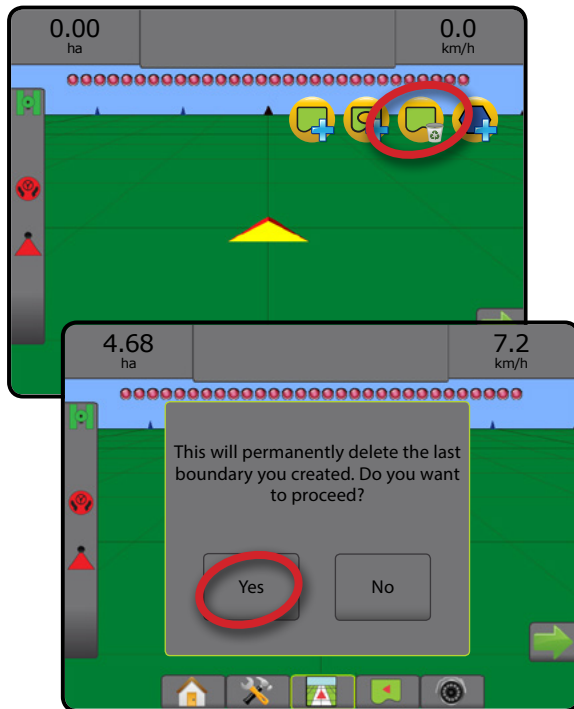 0.00
ha
0.0
km/h
4.68
ha
7.2
km/h
This will permanently delete the last
boundary you created. Do you want
to proceed?
Yes
No